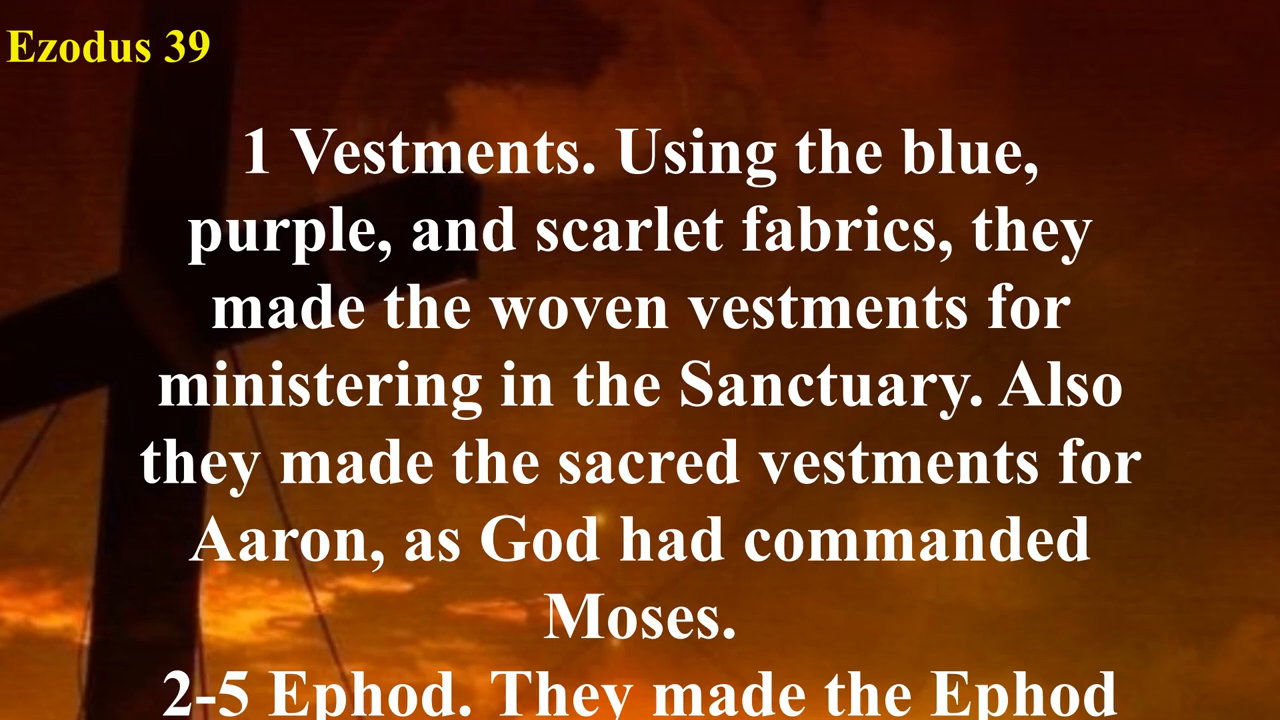 Ezodus 39
1 Vestments. Using the blue,
purple, and scarlet fabrics, they
made the woven vestments for
ministering in the Sanctuary. Also
they made the sacred vestments for
Aaron, as God had commanded
Moses.
2-5 Ephod. They made the Ephod